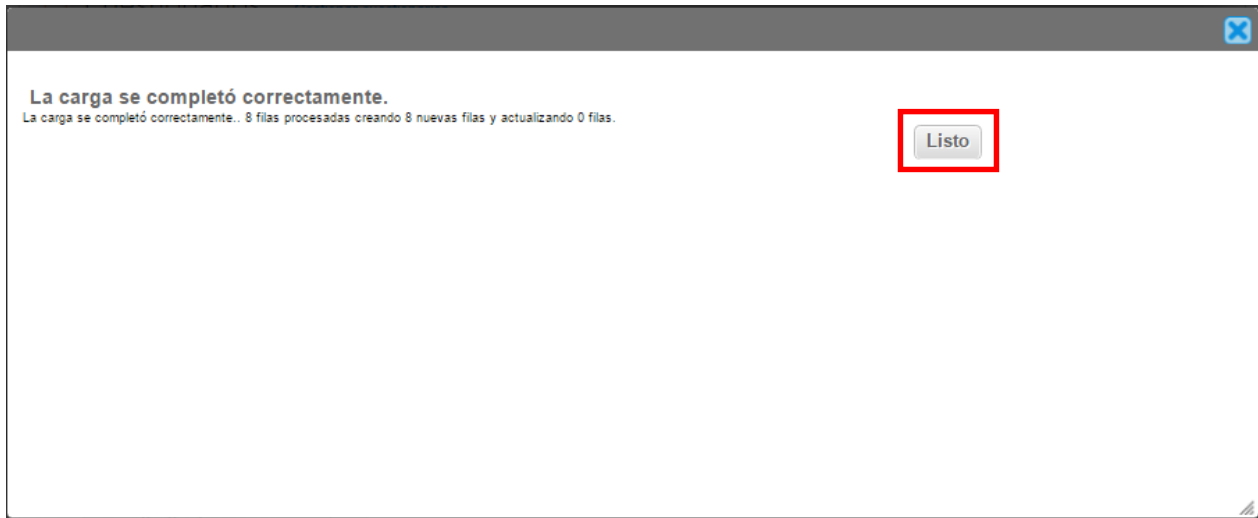 La carga se completó correctamente.
La carga se completó correctamente.. 8 filas procesadas creando 8 nuevas filas y actualizando 0 filas.
Listo